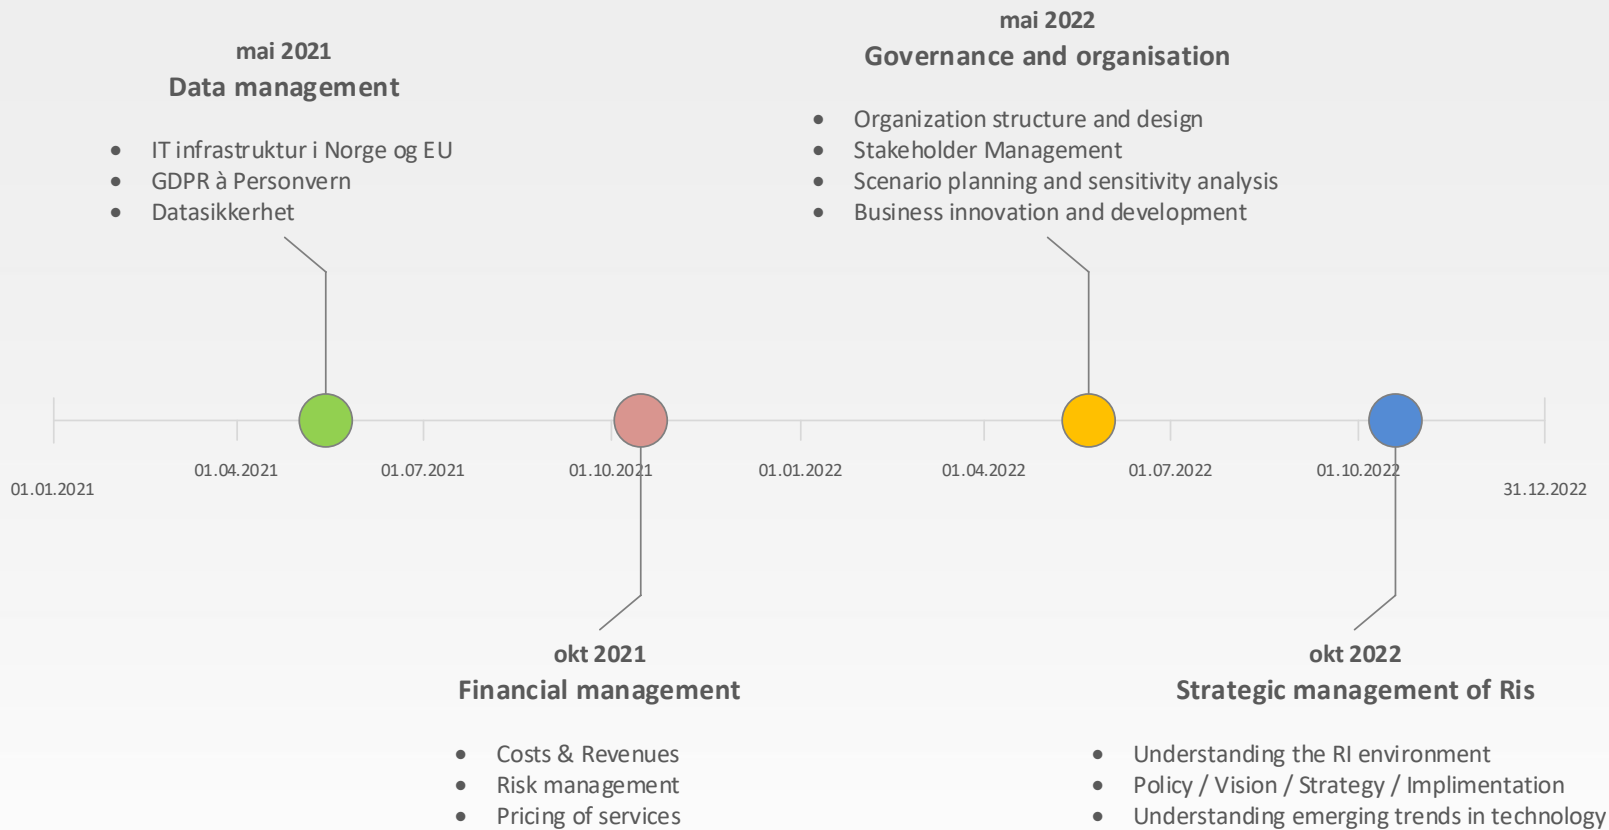 mai 2021
Data management
• IT infrastruktur i Norge og EU
• GDPR à Personvern
• Datasikkerhet
mai 2022
Governance and organisation
• Organization structure and design
• Stakeholder Management
• Scenario planning and sensitivity analysis
• Business innovation and development
01.01.2021
01.04.2021
01.07.2021
01.10.2021
01.01.2022
01.04.2022
01.07.2022
01.10.2022
31.12.2022
okt 2021
Financial management
• Costs & Revenues
• Risk management
• Pricing of services
okt 2022
Strategic management of Ris
• Understanding the RI environment
• Policy / Vision / Strategy / Implimentation
• Understanding emerging trends in technology